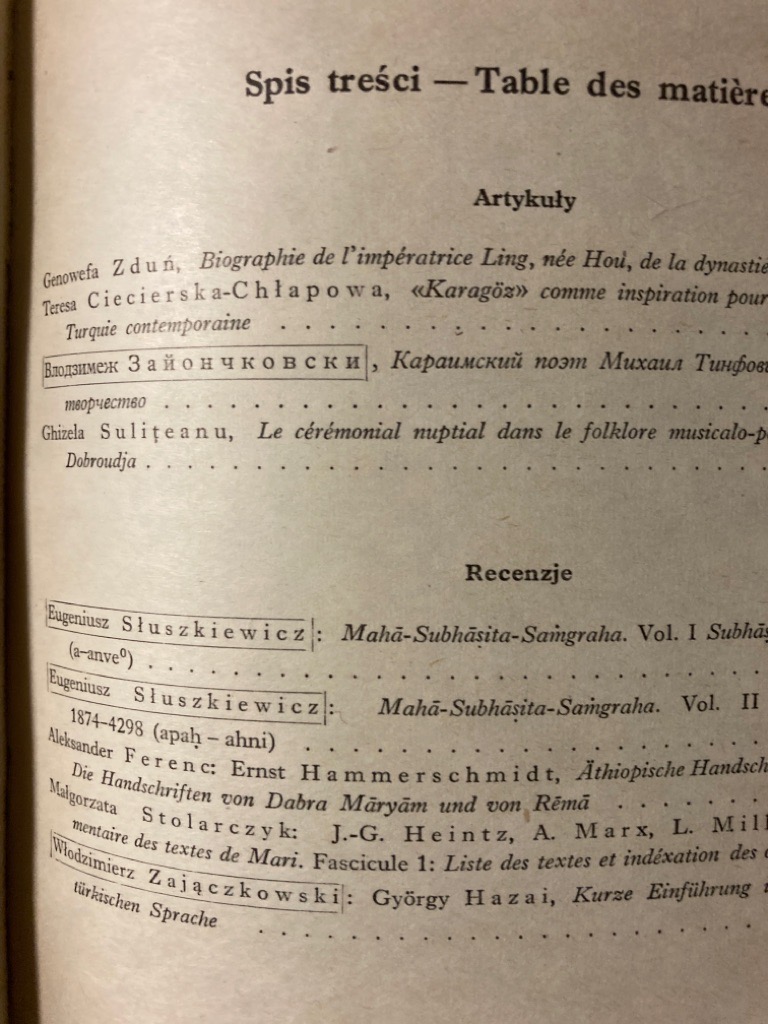 Spis treści — Table des matière
Artykuły
Genowefa Zduń, Biographie de l'impératrice Ling, née Hou, de la dynastie
Teresa Ciecierska-Chłapowa, «Karagöz» comme inspiration pour
Turquie contemporaine . . . . . . . . . . . . . . . . .
Влодзимеж Зайончковски, Караимский поэт Михаил Тинфов
творчество . . . . . . . . . . . . . . . . . . . . . .
Ghizela Suliţeanu, Le cérémonial nuptial dans le folklore musicalo-p
Dobroudja . . . . . . . . . . . . . . . . . . . . . .
Recenzje
Eugeniusz Słuszkiewicz: Mahā-Subhāṣita-Saṁgraha. Vol. I Subhāṣ
(a–anveº) . . . . . . . . . . . . . . . . . . . . . .
Eugeniusz Słuszkiewicz: Mahā-Subhāṣita-Saṁgraha. Vol. II
1874–4298 (apaḥ – ahni) . . . . . . . . . . . . . . . .
Aleksander Ferenc: Ernst Hammerschmidt, Äthiopische Handsch
Die Handschriften von Dabra Māryām und von Rēmā . . . . . .
Małgorzata Stolarczyk: J.-G. Heintz, A. Marx, L. Mill
mentaire des textes de Mari. Fascicule 1: Liste des textes et indéxation des
Włodzimierz Zajączkowski: György Hazai, Kurze Einführung
türkischen Sprache . . . . . . . . . . . . . . . . . .